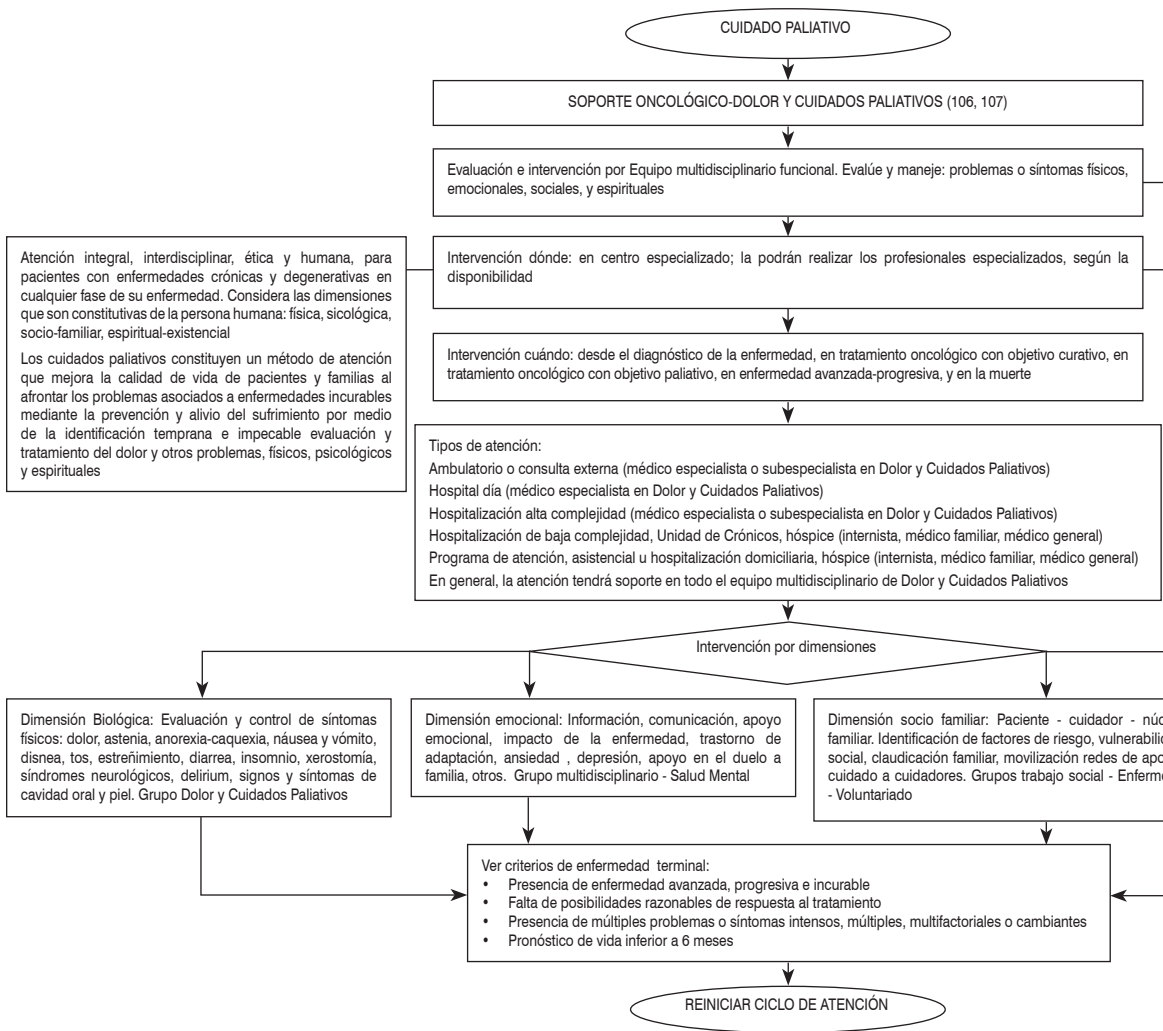 CUIDADO PALIATIVO
SOPORTE ONCOLÓGICO-DOLOR Y CUIDADOS PALIATIVOS (106, 107)
Evaluación e intervención por Equipo multidisciplinario funcional. Evalúe y maneje: problemas o síntomas físicos,
emocionales, sociales, y espirituales
Atención integral, interdisciplinar, ética y humana, para
pacientes con enfermedades crónicas y degenerativas en
cualquier fase de su enfermedad. Considera las dimensiones
que son constitutivas de la persona humana: física, sicológica,
socio-familiar, espiritual-existencial
Los cuidados paliativos constituyen un método de atención
que mejora la calidad de vida de pacientes y familias al
afrontar los problemas asociados a enfermedades incurables
mediante la prevención y alivio del sufrimiento por medio
de la identificación temprana e impecable evaluación y
tratamiento del dolor y otros problemas, físicos, psicológicos
y espirituales
Intervención dónde: en centro especializado; la podrán realizar los profesionales especializados, según la
disponibilidad
Intervención cuándo: desde el diagnóstico de la enfermedad, en tratamiento oncológico con objetivo curativo, en
tratamiento oncológico con objetivo paliativo, en enfermedad avanzada-progresiva, y en la muerte
Tipos de atención:
Ambulatorio o consulta externa (médico especialista o subespecialista en Dolor y Cuidados Paliativos)
Hospital día (médico especialista en Dolor y Cuidados Paliativos)
Hospitalización alta complejidad (médico especialista o subespecialista en Dolor y Cuidados Paliativos)
Hospitalización de baja complejidad, Unidad de Crónicos, hóspice (internista, médico familiar, médico general)
Programa de atención, asistencial u hospitalización domiciliaria, hóspice (internista, médico familiar, médico general)
En general, la atención tendrá soporte en todo el equipo multidisciplinario de Dolor y Cuidados Paliativos
Intervención por dimensiones
Dimensión Biológica: Evaluación y control de síntomas
físicos: dolor, astenia, anorexia-caquexia, náusea y vómito,
disnea, tos, estreñimiento, diarrea, insomnio, xerostomía,
síndromes neurológicos, delirium, signos y síntomas de
cavidad oral y piel. Grupo Dolor y Cuidados Paliativos
Dimensión emocional: Información, comunicación, apoyo
emocional, impacto de la enfermedad, trastorno de
adaptación, ansiedad , depresión, apoyo en el duelo a
familia, otros. Grupo multidisciplinario - Salud Mental
Dimensión socio familiar: Paciente - cuidador -
familiar. Identificación de factores de riesgo,
social, claudicación familiar, movilización redes de
cuidado a cuidadores. Grupos trabajo social -
- Voluntariado
Ver criterios de enfermedad terminal:
• Presencia de enfermedad avanzada, progresiva e incurable
• Falta de posibilidades razonables de respuesta al tratamiento
• Presencia de múltiples problemas o síntomas intensos, múltiples, multifactoriales o cambiantes
• Pronóstico de vida inferior a 6 meses
REINICIAR CICLO DE ATENCIÓN